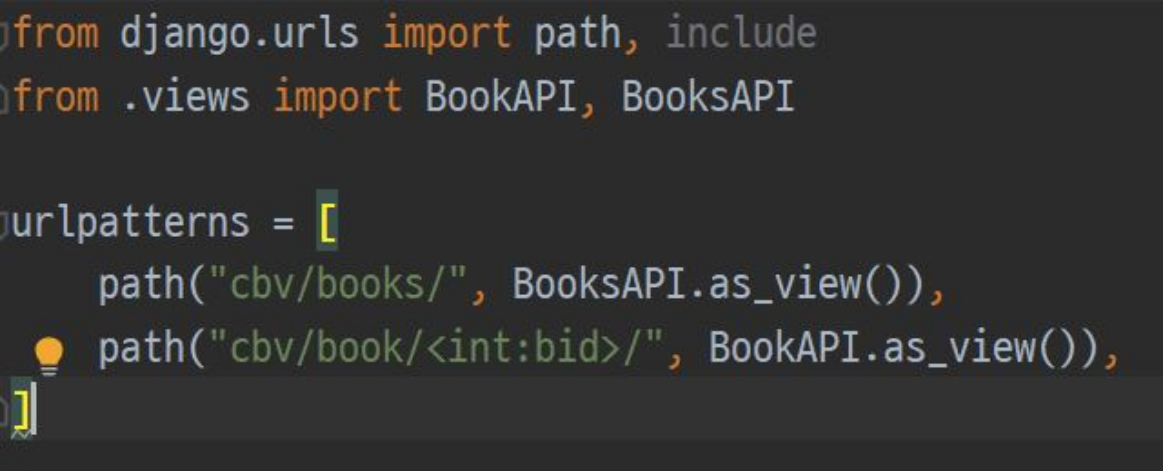 from django.urls import path, include
from .views import BookAPI, BooksAPI
urlpatterns = [
    path("cbv/books/", BooksAPI.as_view()),
    path("cbv/book/<int:bid>/", BookAPI.as_view()),
]